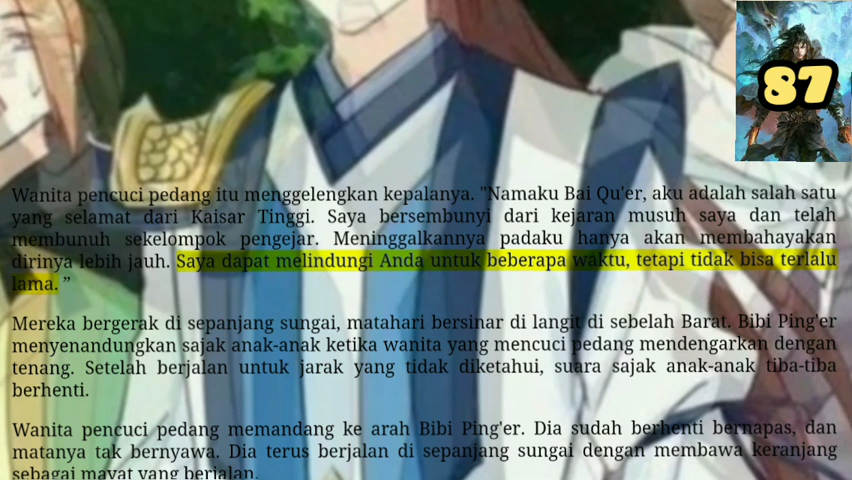 87
Wanita pencuci pedang itu menggelengkan kepalanya. "Namaku Bai Qu'er, aku adalah salah satu
yang selamat dari Kaisar Tinggi. Saya bersembunyi dari kejaran musuh saya dan telah
membunuh sekelompok pengejar. Meninggalkannya padaku hanya akan membahayakan
dirinya lebih jauh. Saya dapat melindungi Anda untuk beberapa waktu, tetapi tidak bisa terlalu
lama. ”
Mereka bergerak di sepanjang sungai, matahari bersinar di langit di sebelah Barat. Bibi Ping'er
menyenandungkan sajak anak-anak ketika wanita yang mencuci pedang mendengarkan dengan
tenang. Setelah berjalan untuk jarak yang tidak diketahui, suara sajak anak-anak tiba-tiba
berhenti.
Wanita pencuci pedang memandang ke arah Bibi Ping'er. Dia sudah berhenti bernapas, dan
matanya tak bernyawa. Dia terus berjalan di sepanjang sungai dengan membawa keranjang
sebagai mayat yang berjalan.